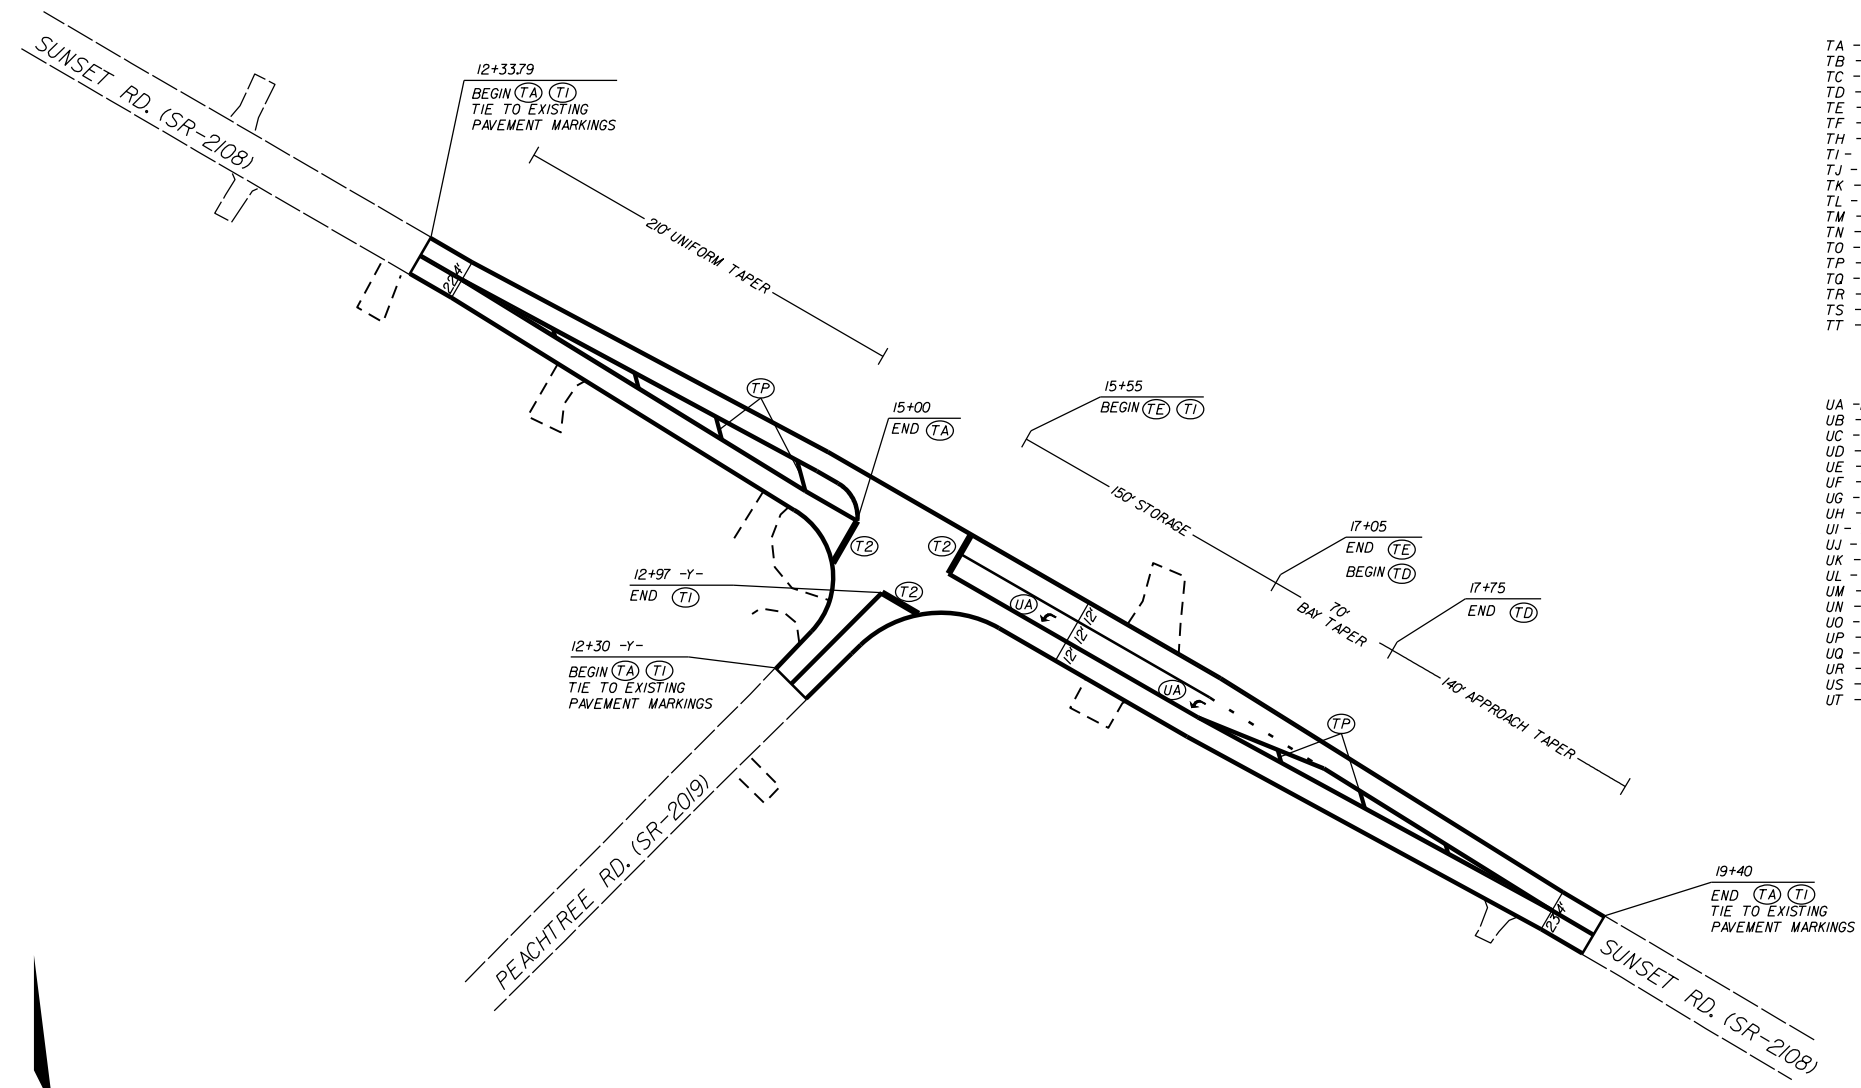 SUNSET RD. (SR-2108)
12+33.79
BEGIN TA TI
TIE TO EXISTING
PAVEMENT MARKINGS
210' UNIFORM TAPER
22.4'
TP
15+00
END TA
T2
T2
T2
12+97 -Y-
END TI
12+30 -Y-
BEGIN TA TI
TIE TO EXISTING
PAVEMENT MARKINGS
PEACHTREE RD. (SR-2019)
15+55
BEGIN TE TI
150' STORAGE
17+05
END TE
BEGIN TD
70'
BAY TAPER
17+75
END TD
140' APPROACH TAPER
UA
12' 12' 12'
UA
TP
23.4'
19+40
END TA TI
TIE TO EXISTING
PAVEMENT MARKINGS
SUNSET RD. (SR-2108)
TA -
TB -
TC -
TD -
TE -
TF -
TH -
TI -
TJ -
TK -
TL -
TM -
TN -
TO -
TP -
TQ -
TR -
TS -
TT -
UA -
UB -
UC -
UD -
UE -
UF -
UG -
UH -
UI -
UJ -
UK -
UL -
UM -
UN -
UO -
UP -
UQ -
UR -
US -
UT -